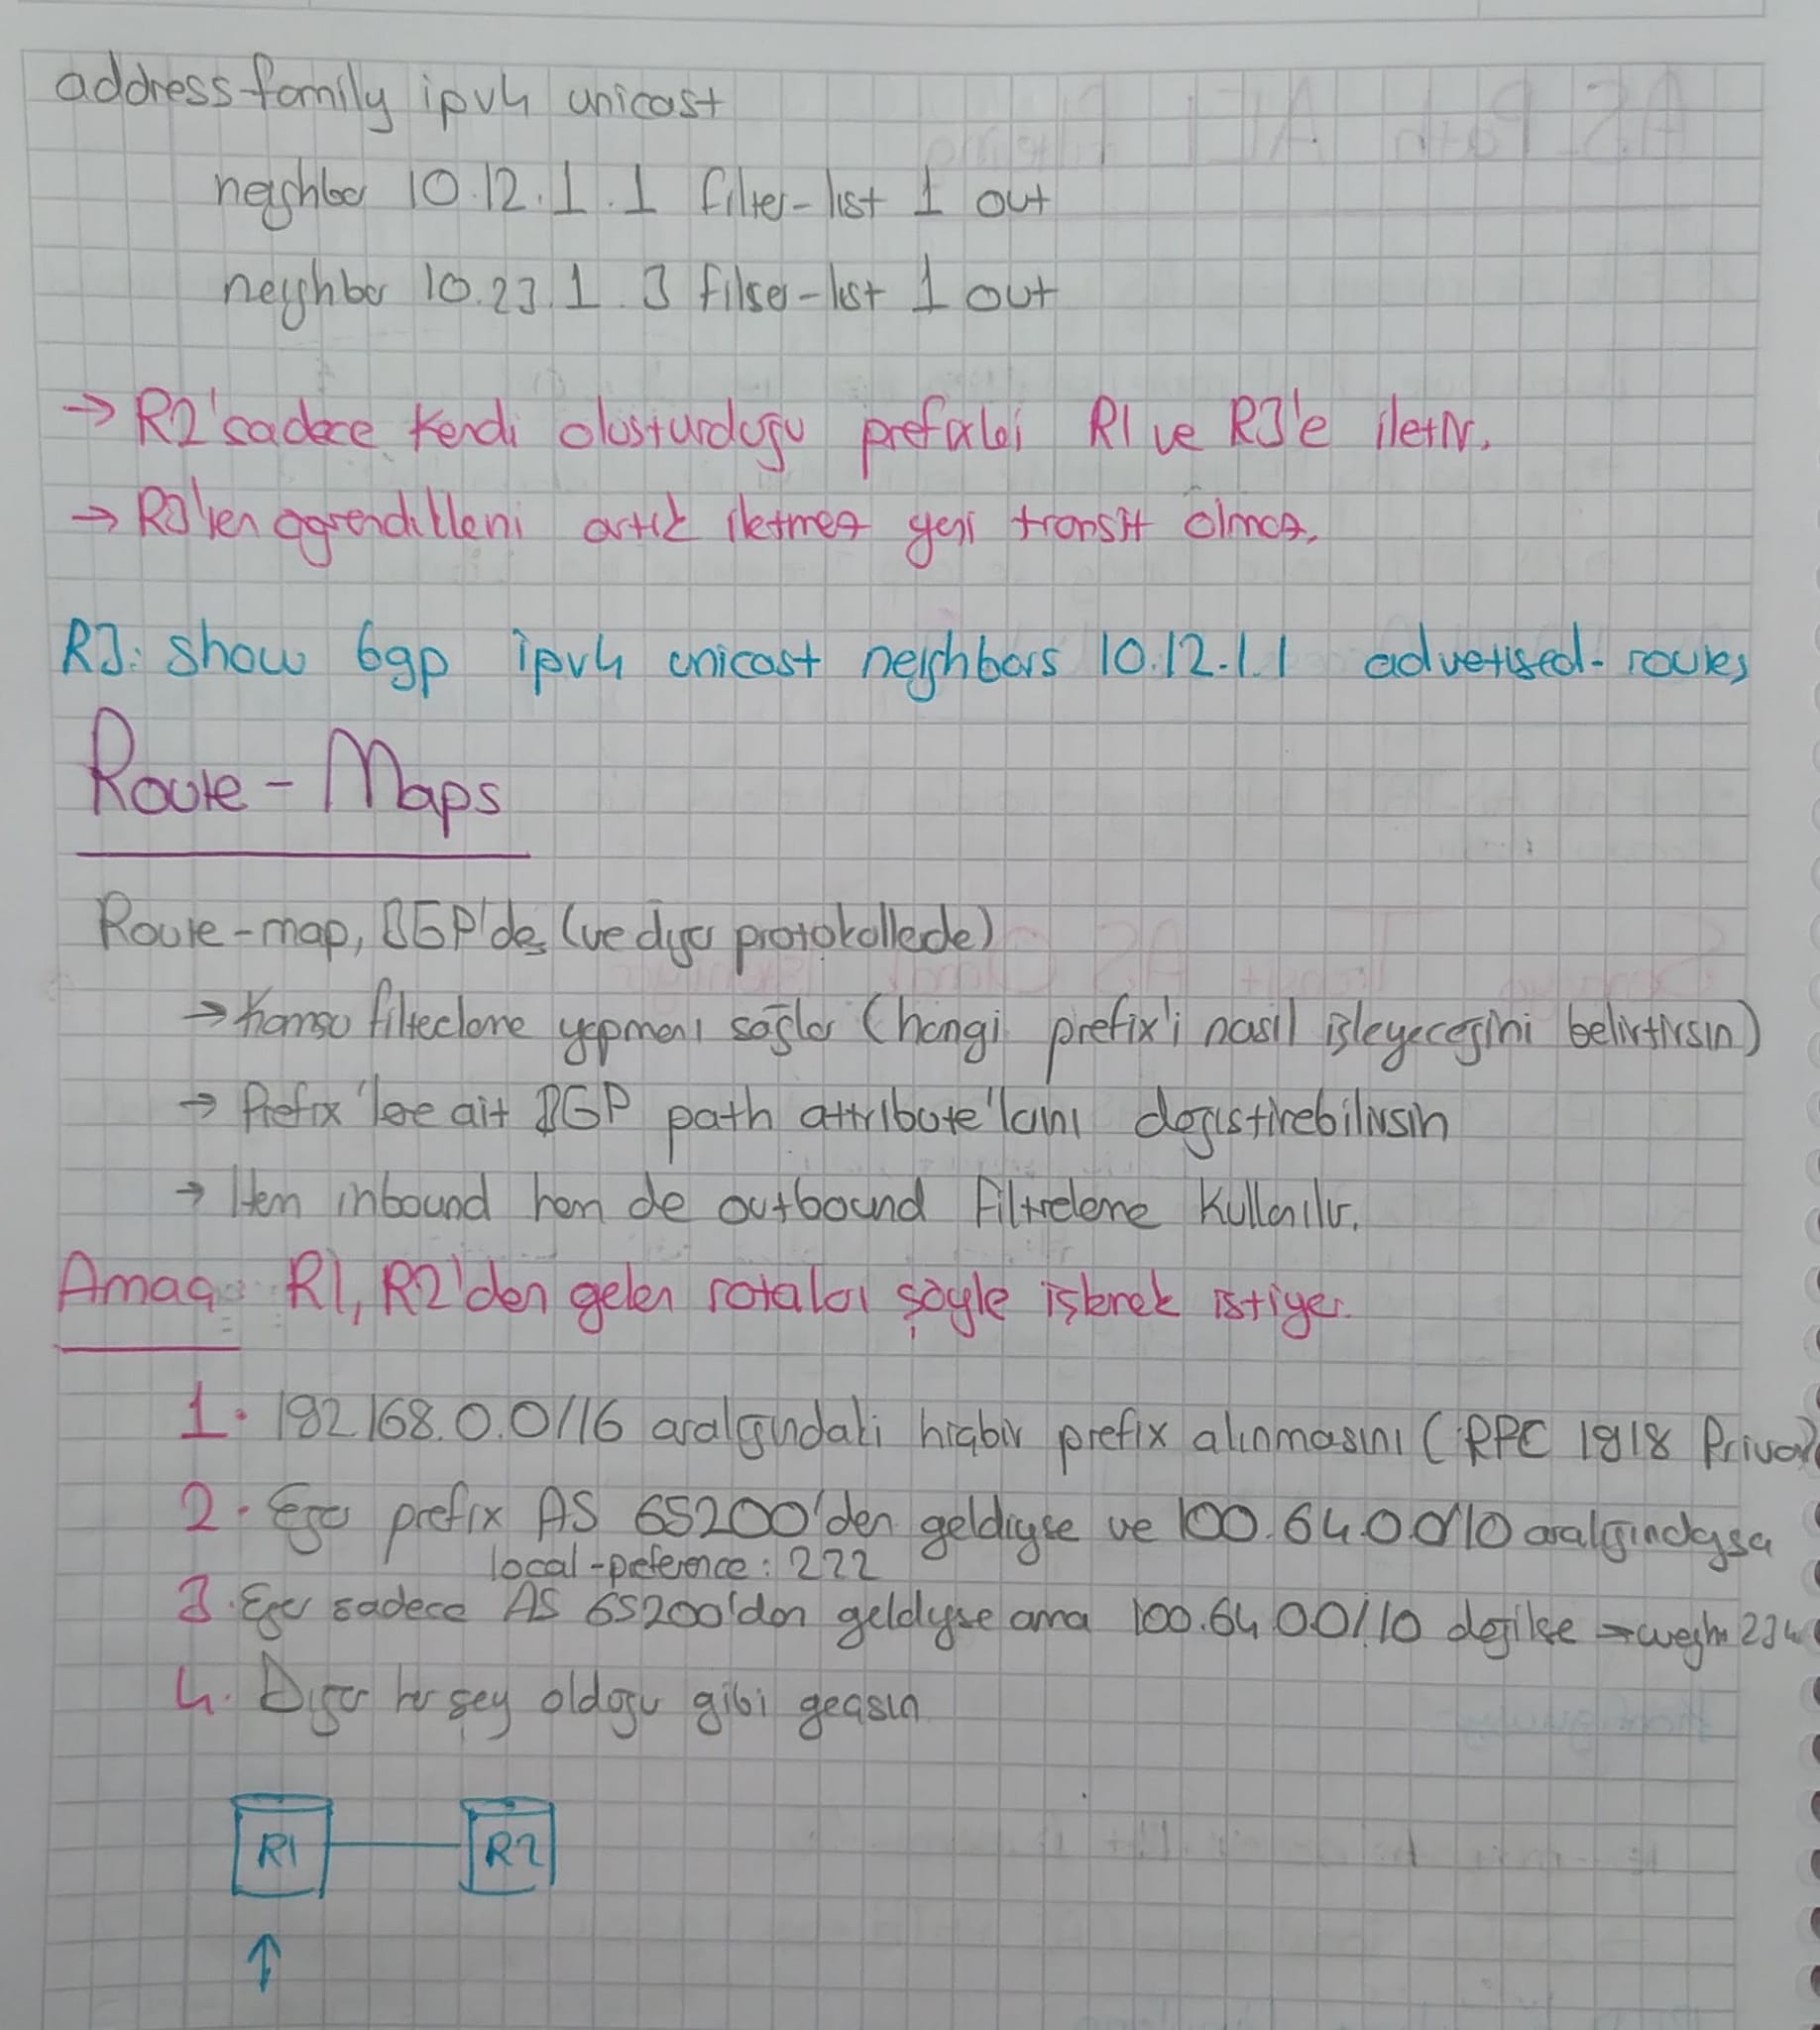 address-family ipv4 unicast
neighbor 10.12.1.1 filter-list 1 out
neighbor 10.23.1.3 filter-list 1 out
→ R2' sadece kendi oluşturduğu prefixleri R1 ve R3'e iletir.
→ R3'ten öğrendiklerini artık iletmez yani transit olmaz.
R3: show bgp ipv4 unicast neighbors 10.12.1.1 advertised-routes
Route - Maps
Route-map, BGP'de (ve diğer protokollerde)
→ Komşu filtreleme yapmanı sağlar (hangi prefix'i nasıl işleyeceğini belirtirsin)
→ Prefix'lere ait BGP path attribute'larını değiştirebilirsin
→ Hem inbound hem de outbound filtreleme kullanılır.
Amaç: R1, R2'den gelen rotaları şöyle işlemek istiyor.
1. 192.168.0.0/16 aralığındaki hiçbir prefix alınmasını (RFC 1918
2. Eğer prefix AS 65200'den geldiyse ve 100.64.0.0/10 aralığındaysa
local-preference: 222
3. Eğer sadece AS 65200'den geldiyse ama 100.64.0.0/10 değilse → weight 234
4. Diğer her şey olduğu gibi geçsin
R1 R2
↑